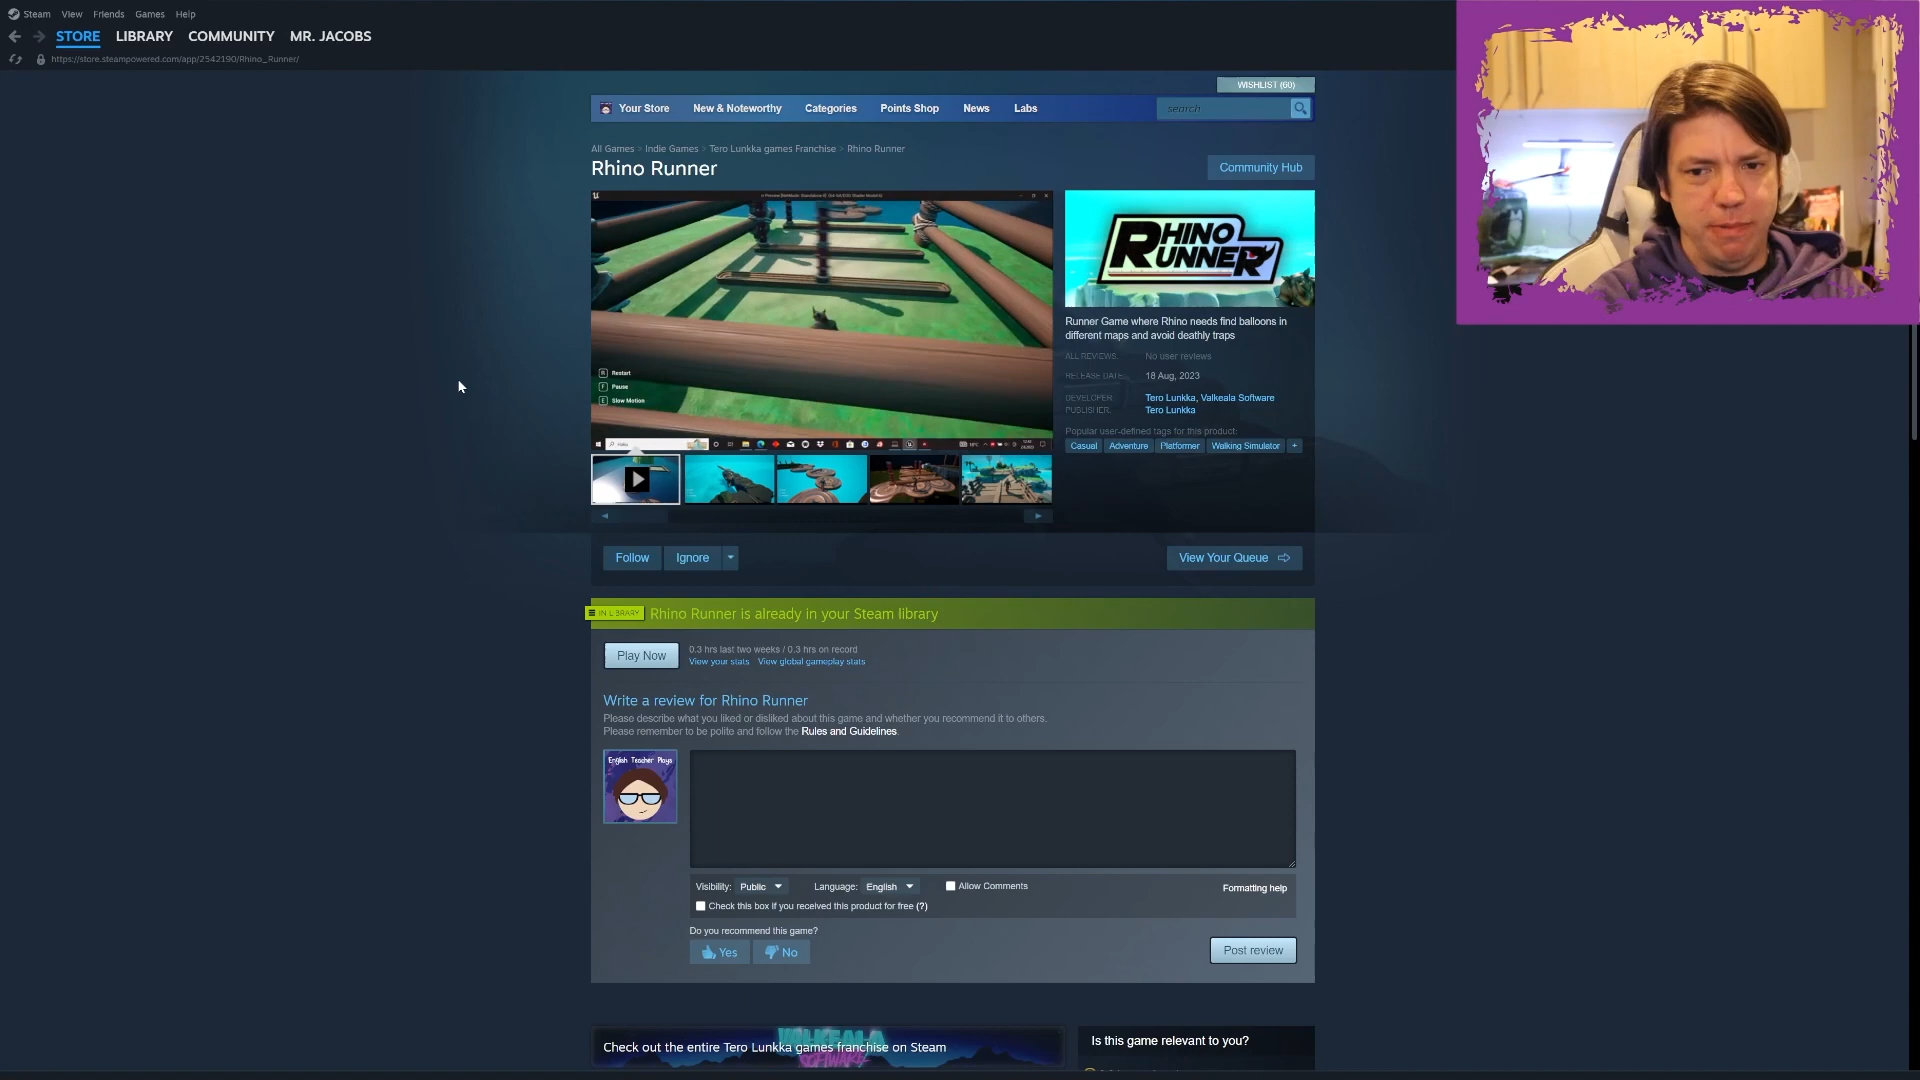 Steam View Friends Games Help
STORE LIBRARY COMMUNITY MR. JACOBS
https://store.steampowered.com/app/2542190/Rhino_Runner/
WISHLIST (60)
Your Store New & Noteworthy Categories Points Shop News Labs search
All Games > Indie Games > Tero Lunkka games Franchise > Rhino Runner
Rhino Runner
Community Hub
R Restart
F Pause
E Slow Motion
RHINO
RUNNER
Runner Game where Rhino needs find balloons in
different maps and avoid deathly traps
ALL REVIEWS: No user reviews
RELEASE DATE: 18 Aug, 2023
DEVELOPER: Tero Lunkka, Valkeala Software
PUBLISHER: Tero Lunkka
Popular user-defined tags for this product:
Casual Adventure Platformer Walking Simulator +
Follow Ignore
View Your Queue
IN LIBRARY Rhino Runner is already in your Steam library
Play Now
0.3 hrs last two weeks / 0.3 hrs on record
View your stats View global gameplay stats
Write a review for Rhino Runner
Please describe what you liked or disliked about this game and whether you recommend it to others.
Please remember to be polite and follow the Rules and Guidelines.
English Teacher Plays
Visibility: Public Language: English Allow Comments Formatting help
Check this box if you received this product for free (?)
Do you recommend this game?
Yes No
Post review
VALKEALA
SOFTWARE
Check out the entire Tero Lunkka games franchise on Steam
Is this game relevant to you?